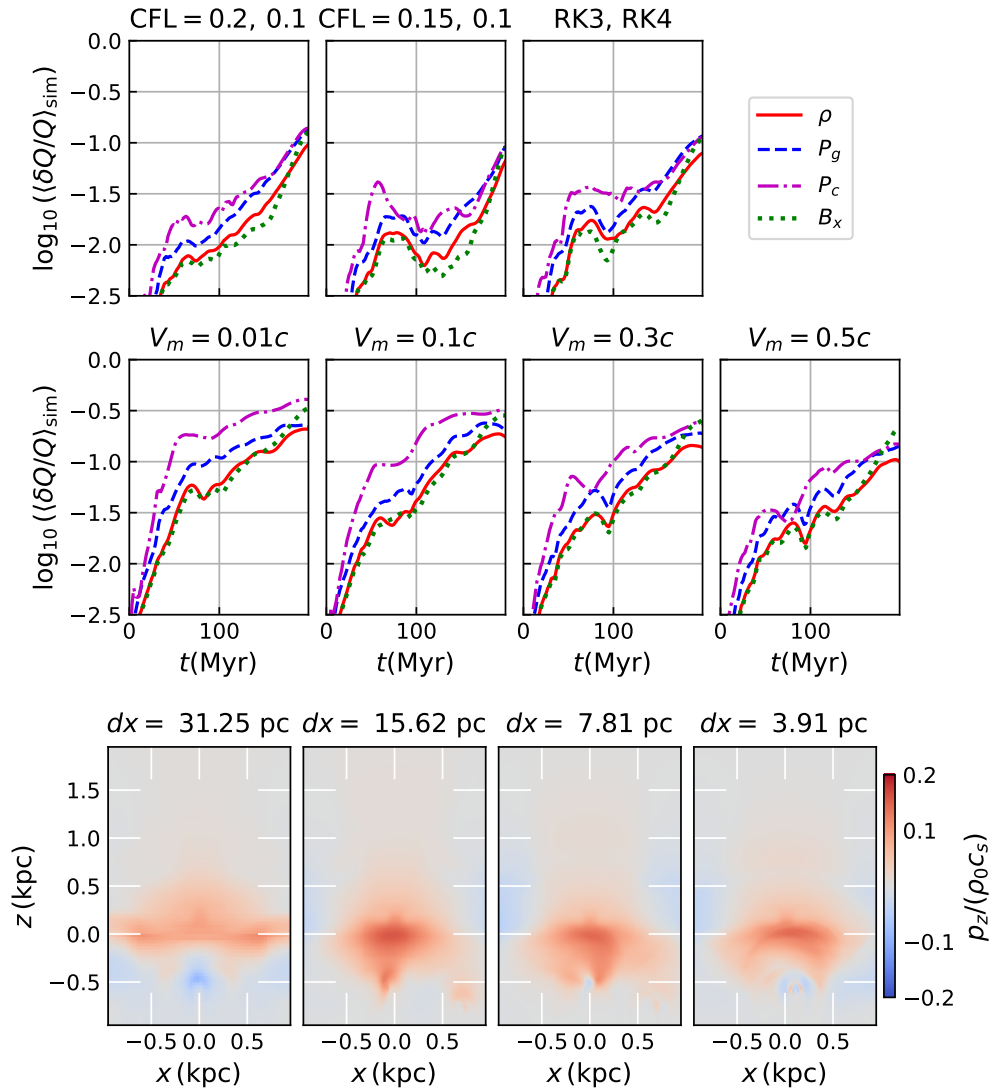 CFL = 0.2, 0.1
CFL = 0.15, 0.1
RK3, RK4
log₁₀(⟨δQ/Q⟩sim)
0.0
−0.5
−1.0
−1.5
−2.0
−2.5
ρ
P_g
P_c
B_x
V_m = 0.01c
V_m = 0.1c
V_m = 0.3c
V_m = 0.5c
log₁₀(⟨δQ/Q⟩sim)
0.0
−0.5
−1.0
−1.5
−2.0
−2.5
0 100
0 100
0 100
0 100
t(Myr)
t(Myr)
t(Myr)
t(Myr)
dx = 31.25 pc
dx = 15.62 pc
dx = 7.81 pc
dx = 3.91 pc
z (kpc)
1.5
1.0
0.5
0.0
−0.5
−0.5 0.0 0.5
−0.5 0.0 0.5
−0.5 0.0 0.5
−0.5 0.0 0.5
x (kpc)
x (kpc)
x (kpc)
x (kpc)
0.2
0.1
−0.1
−0.2
p_z/(ρ₀c_s)